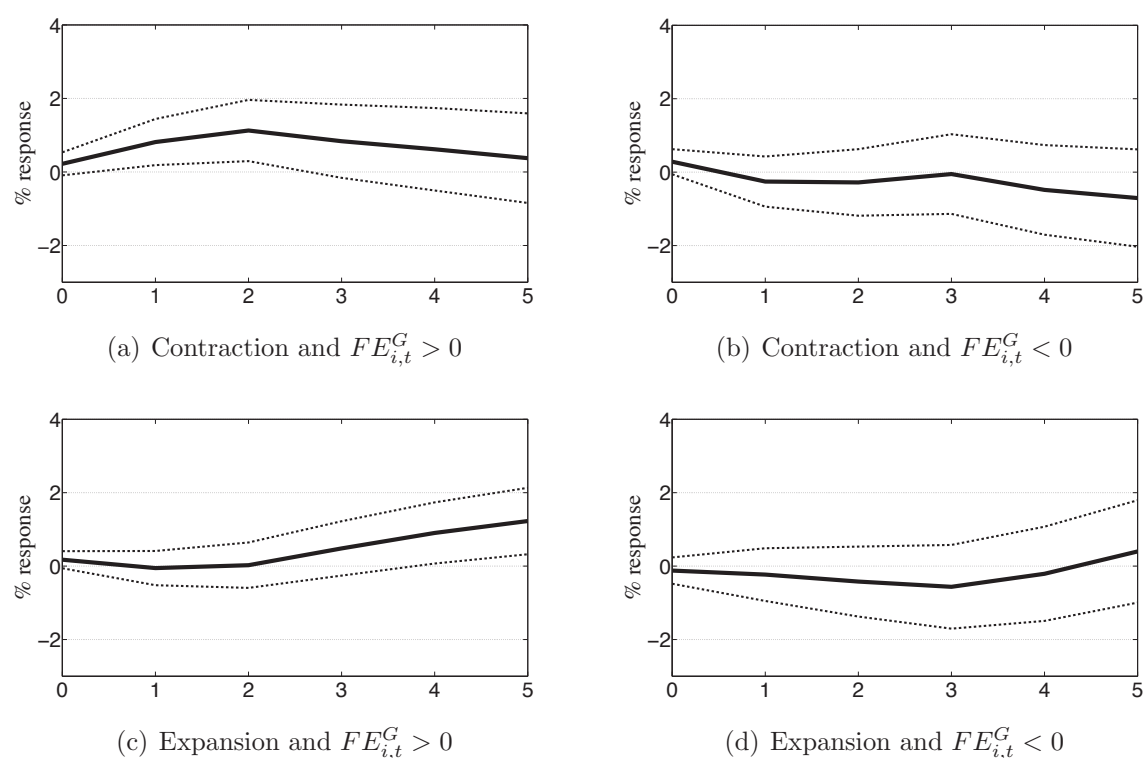 4
2
0
−2
% response
0 1 2 3 4 5
(a) Contraction and $FE^G_{i,t} > 0$
4
2
0
−2
% response
0 1 2 3 4 5
(b) Contraction and $FE^G_{i,t} < 0$
4
2
0
−2
% response
0 1 2 3 4 5
(c) Expansion and $FE^G_{i,t} > 0$
4
2
0
−2
% response
0 1 2 3 4 5
(d) Expansion and $FE^G_{i,t} < 0$